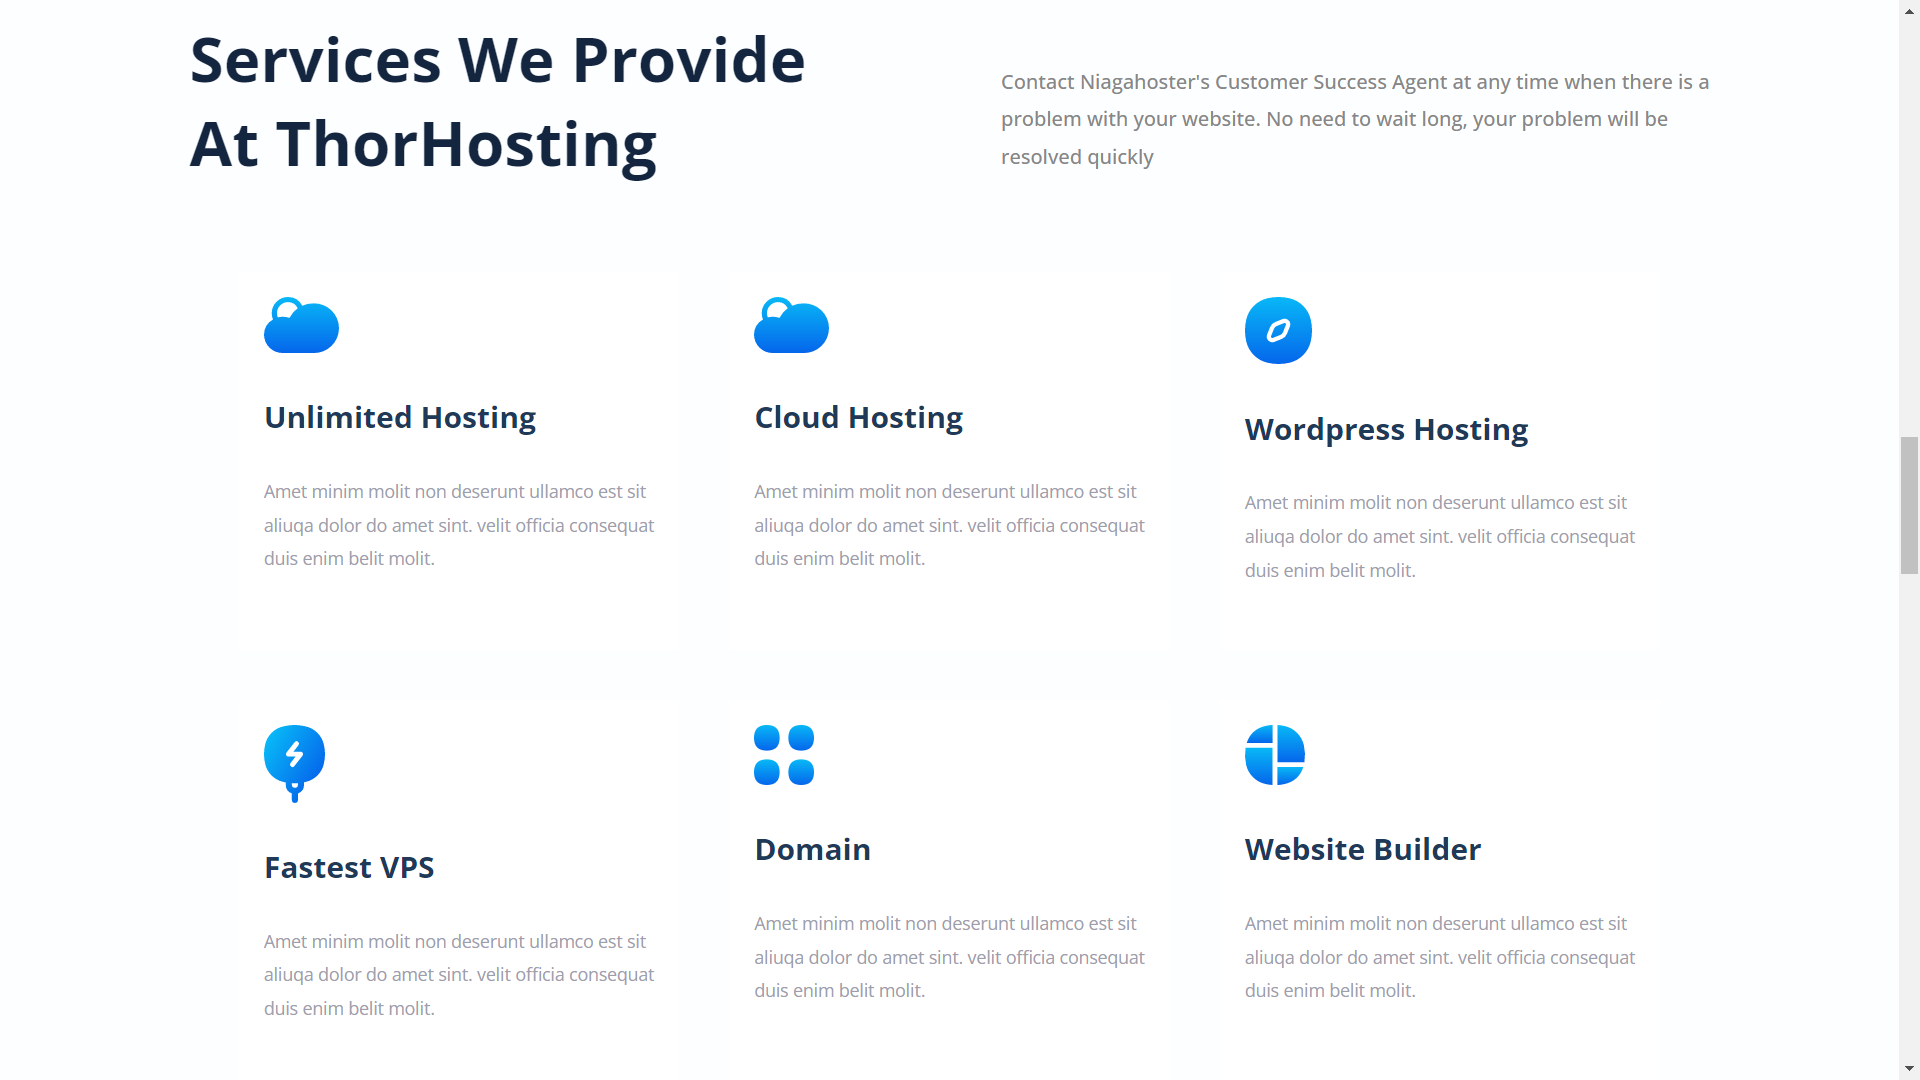 Services We Provide
At ThorHosting
Contact Niagahoster's Customer Success Agent at any time when there is a
problem with your website. No need to wait long, your problem will be
resolved quickly
Unlimited Hosting
Amet minim molit non deserunt ullamco est sit
aliuqa dolor do amet sint. velit officia consequat
duis enim belit molit.
Cloud Hosting
Amet minim molit non deserunt ullamco est sit
aliuqa dolor do amet sint. velit officia consequat
duis enim belit molit.
Wordpress Hosting
Amet minim molit non deserunt ullamco est sit
aliuqa dolor do amet sint. velit officia consequat
duis enim belit molit.
Fastest VPS
Amet minim molit non deserunt ullamco est sit
aliuqa dolor do amet sint. velit officia consequat
duis enim belit molit.
Domain
Amet minim molit non deserunt ullamco est sit
aliuqa dolor do amet sint. velit officia consequat
duis enim belit molit.
Website Builder
Amet minim molit non deserunt ullamco est sit
aliuqa dolor do amet sint. velit officia consequat
duis enim belit molit.